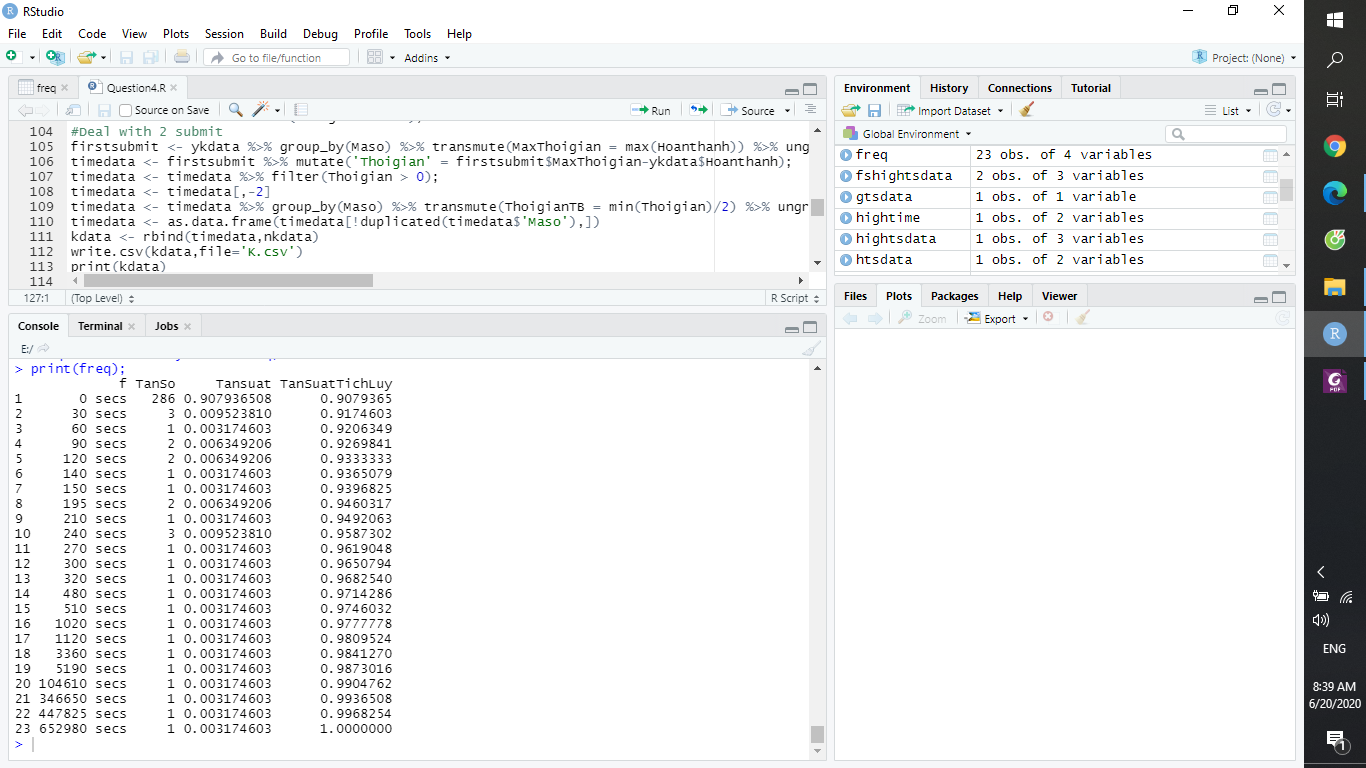 RStudio
File Edit Code View Plots Session Build Debug Profile Tools Help
Go to file/function Addins Project: (None)
freq Question4.R
Source on Save Run Source
104 #Deal with 2 submit
105 firstsubmit <- ykdata %>% group_by(Maso) %>% transmute(MaxThoigian = max(Hoanthanh)) %>% ung
106 timedata <- firstsubmit %>% mutate('Thoigian' = firstsubmit$MaxThoigian-ykdata$Hoanthanh);
107 timedata <- timedata %>% filter(Thoigian > 0);
108 timedata <- timedata[,-2]
109 timedata <- timedata %>% group_by(Maso) %>% transmute(ThoigianTB = min(Thoigian)/2) %>% ungr
110 timedata <- as.data.frame(timedata[!duplicated(timedata$'Maso'),])
111 kdata <- rbind(timedata,nkdata)
112 write.csv(kdata,file='K.csv')
113 print(kdata)
114
127:1 (Top Level) R Script
Console Terminal Jobs
E:/
> print(freq);
f TanSo Tansuat TanSuatTichLuy
1 0 secs 286 0.907936508 0.9079365
2 30 secs 3 0.009523810 0.9174603
3 60 secs 1 0.003174603 0.9206349
4 90 secs 2 0.006349206 0.9269841
5 120 secs 2 0.006349206 0.9333333
6 140 secs 1 0.003174603 0.9365079
7 150 secs 1 0.003174603 0.9396825
8 195 secs 2 0.006349206 0.9460317
9 210 secs 1 0.003174603 0.9492063
10 240 secs 3 0.009523810 0.9587302
11 270 secs 1 0.003174603 0.9619048
12 300 secs 1 0.003174603 0.9650794
13 320 secs 1 0.003174603 0.9682540
14 480 secs 1 0.003174603 0.9714286
15 510 secs 1 0.003174603 0.9746032
16 1020 secs 1 0.003174603 0.9777778
17 1120 secs 1 0.003174603 0.9809524
18 3360 secs 1 0.003174603 0.9841270
19 5190 secs 1 0.003174603 0.9873016
20 104610 secs 1 0.003174603 0.9904762
21 346650 secs 1 0.003174603 0.9936508
22 447825 secs 1 0.003174603 0.9968254
23 652980 secs 1 0.003174603 1.0000000
>
Environment History Connections Tutorial
Import Dataset List
Global Environment
freq 23 obs. of 4 variables
fshightsdata 2 obs. of 3 variables
gtsdata 1 obs. of 1 variable
hightime 1 obs. of 2 variables
hightsdata 1 obs. of 3 variables
htsdata 1 obs. of 2 variables
Files Plots Packages Help Viewer
Zoom Export
PDF
ENG
8:39 AM
6/20/2020
1